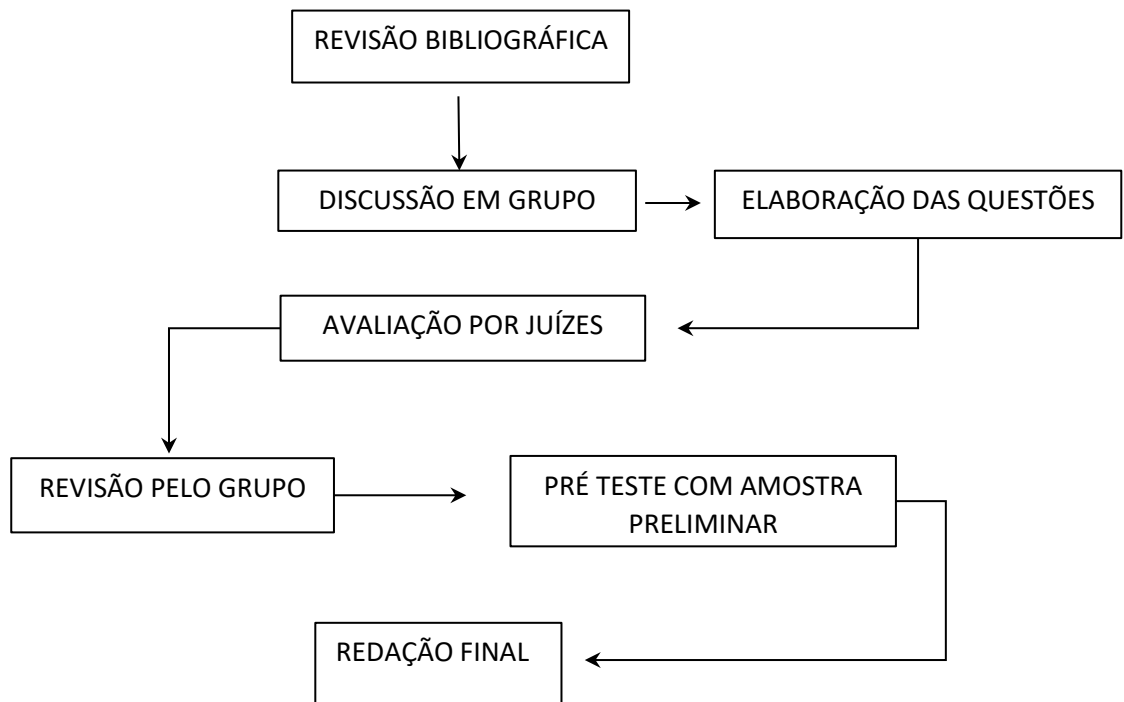 REVISÃO BIBLIOGRÁFICA
DISCUSSÃO EM GRUPO
ELABORAÇÃO DAS QUESTÕES
AVALIAÇÃO POR JUÍZES
REVISÃO PELO GRUPO
PRÉ TESTE COM AMOSTRA
PRELIMINAR
REDAÇÃO FINAL